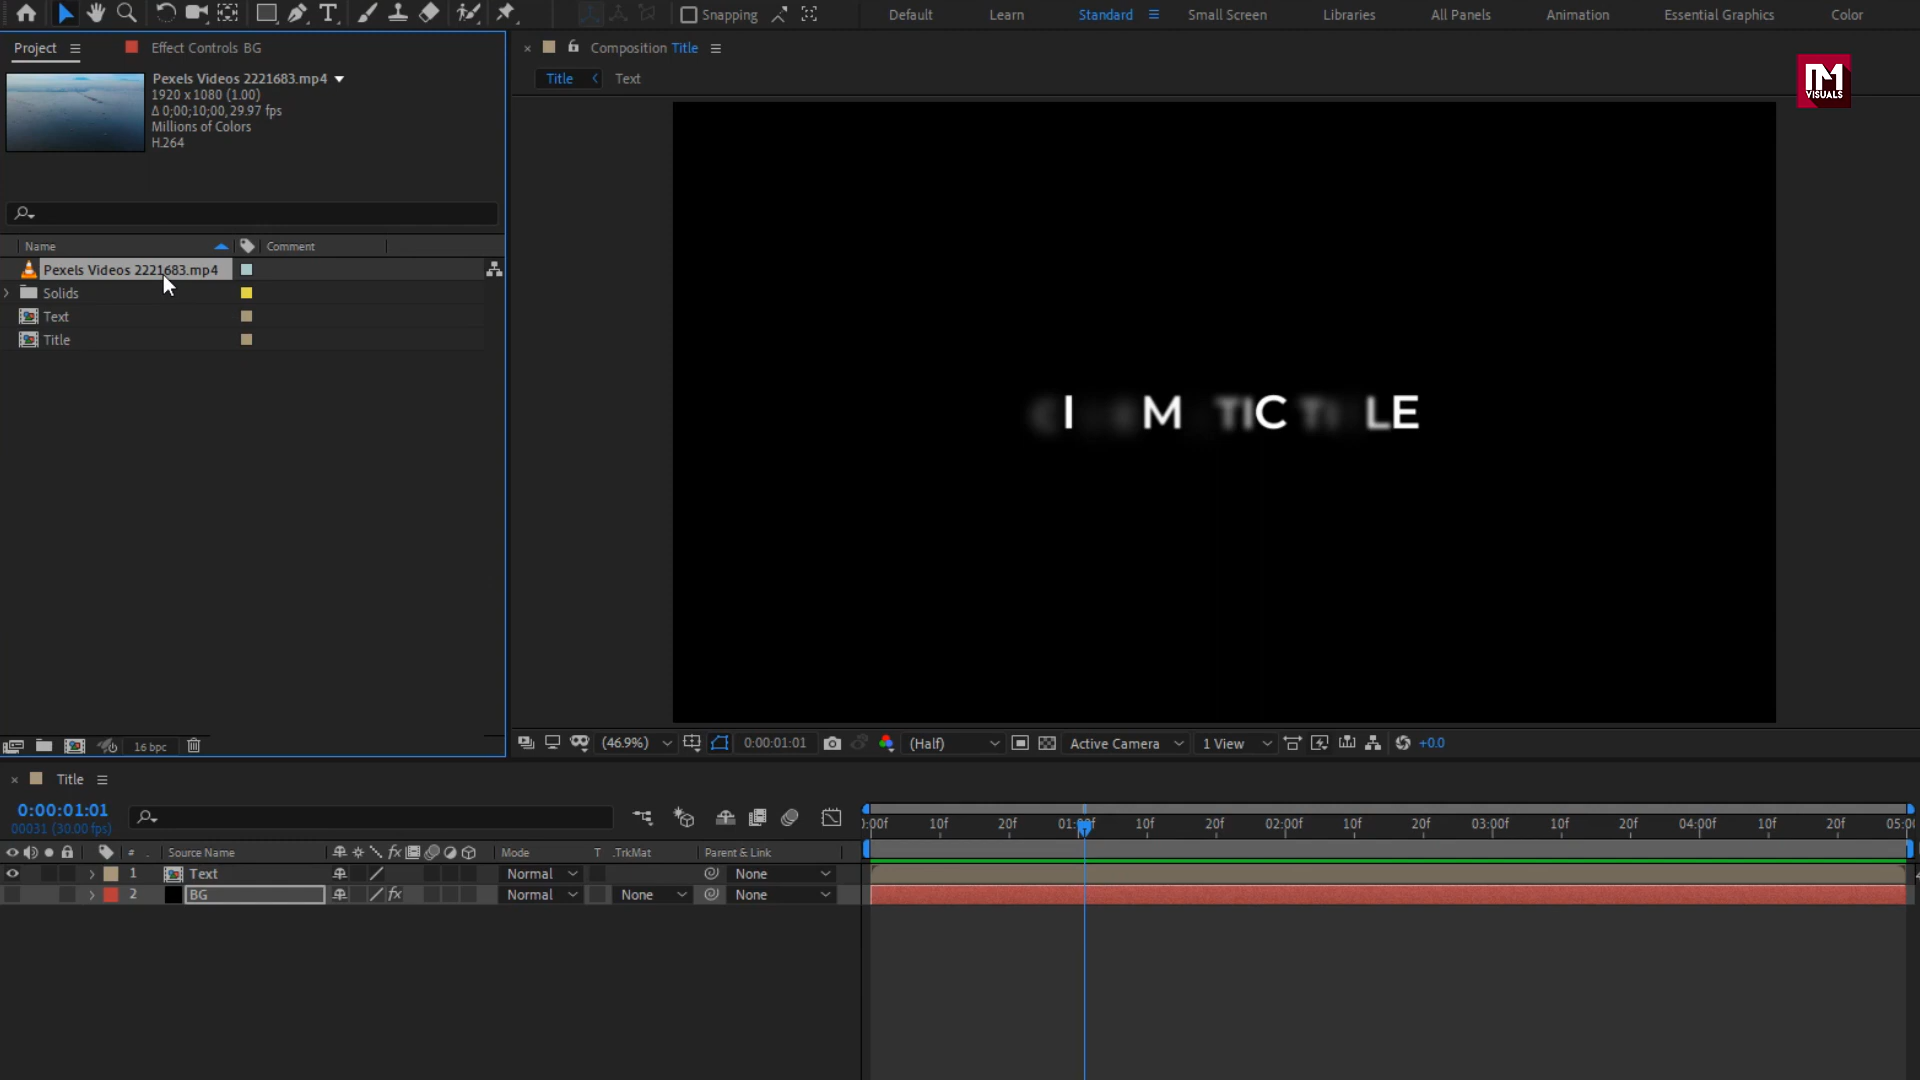 Snapping
Default
Learn
Standard
Small Screen
Libraries
All Panels
Animation
Essential Graphics
Color
Project
Effect Controls BG
Composition Title
Pexels Videos 2221683.mp4
1920 x 1080 (1.00)
Δ 0;00;10;00, 29.97 fps
Millions of Colors
H.264
Title
Text
M
VISUALS
Name
Comment
Pexels Videos 2221683.mp4
Solids
Text
Title
16 bpc
(46.9%)
0:00:01:01
(Half)
Active Camera
1 View
+0.0
Title
0:00:01:01
00031 (30.00 fps)
:00f 10f 20f 01:00f 10f 20f 02:00f 10f 20f 03:00f 10f 20f 04:00f 10f 20f 05:00
# Source Name fx Mode T .TrkMat Parent & Link
1 Text Normal None
2 BG fx Normal None None